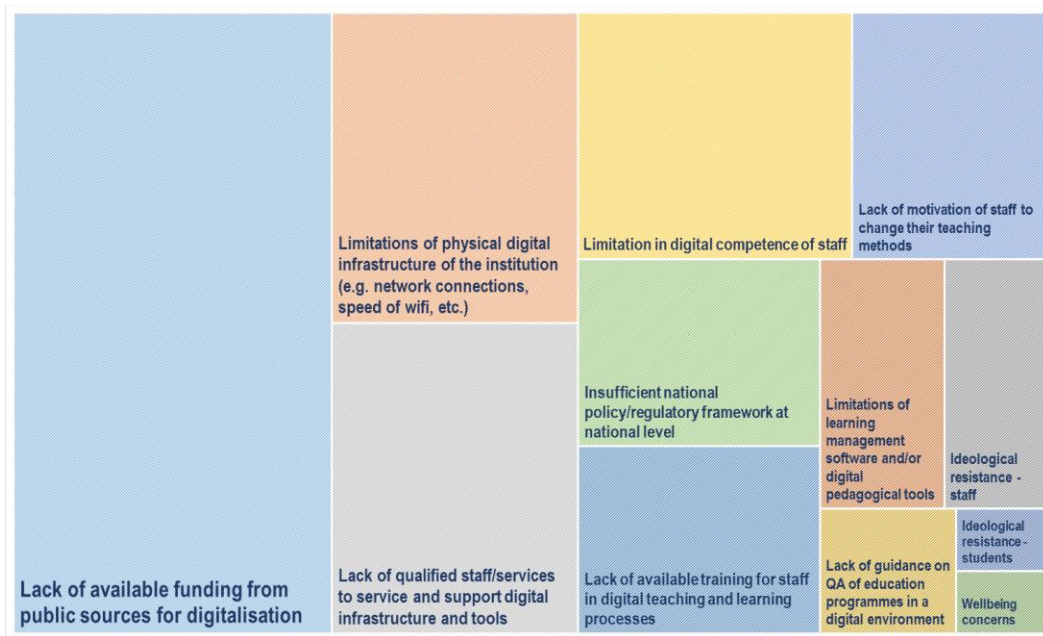 Lack of available funding from
public sources for digitalisation
Limitations of physical digital
infrastructure of the institution
(e.g. network connections,
speed of wifi, etc.)
Lack of qualified staff/services
to service and support digital
infrastructure and tools
Limitation in digital competence of staff
Lack of motivation of staff to
change their teaching
methods
Insufficient national
policy/regulatory framework at
national level
Lack of available training for staff
in digital teaching and learning
processes
Limitations of
learning
management
software and/or
digital
pedagogical tools
Ideological
resistance -
staff
Lack of guidance on
QA of education
programmes in a
digital environment
Ideological
resistance-
students
Wellbeing
concerns